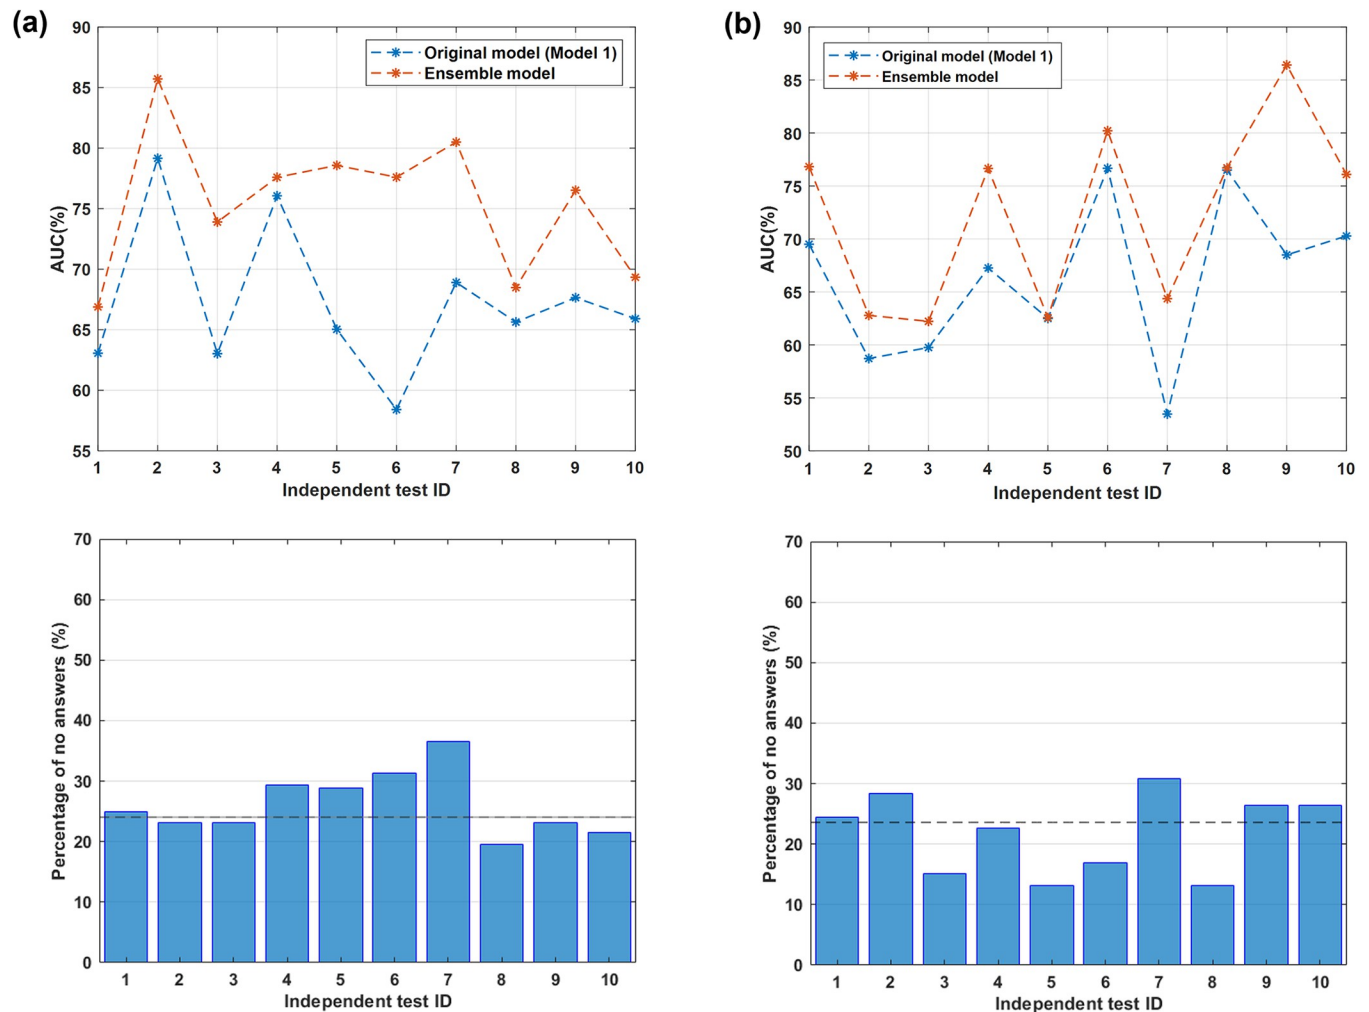 (a)
90
85
80
75
70
65
60
55
AUC(%)
Original model (Model 1)
Ensemble model
1 2 3 4 5 6 7 8 9 10
Independent test ID
(b)
90
85
80
75
70
65
60
55
50
AUC(%)
Original model (Model 1)
Ensemble model
1 2 3 4 5 6 7 8 9 10
Independent test ID
70
60
50
40
30
20
10
0
Percentage of no answers (%)
1 2 3 4 5 6 7 8 9 10
Independent test ID
70
60
50
40
30
20
10
0
Percentage of no answers (%)
1 2 3 4 5 6 7 8 9 10
Independent test ID